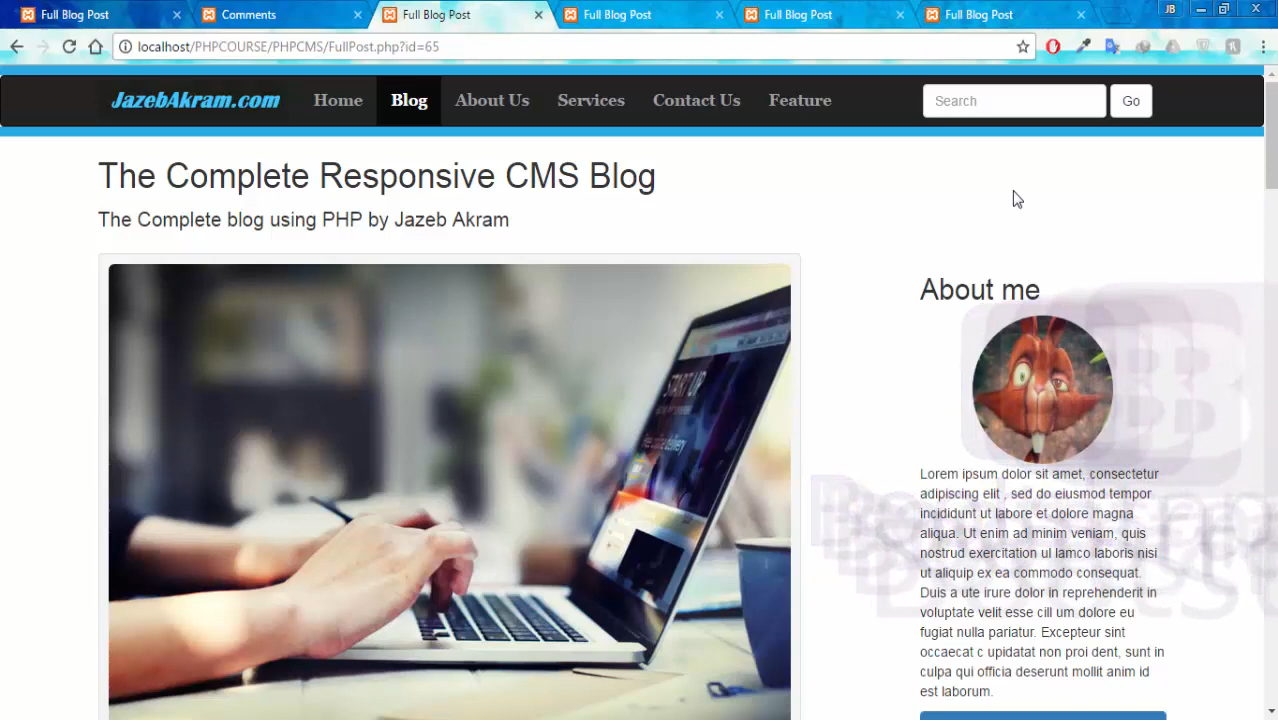 Full Blog Post
Comments
Full Blog Post
Full Blog Post
Full Blog Post
Full Blog Post
JB
localhost/PHPCOURSE/PHPCMS/FullPost.php?id=65
JazebAkram.com
Home
Blog
About Us
Services
Contact Us
Feature
Search
Go
The Complete Responsive CMS Blog
The Complete blog using PHP by Jazeb Akram
START UP
About me
Lorem ipsum dolor sit amet, consectetur
adipiscing elit , sed do eiusmod tempor
incididunt ut labore et dolore magna
aliqua. Ut enim ad minim veniam, quis
nostrud exercitation ul lamco laboris nisi
ut aliquip ex ea commodo consequat.
Duis a ute irure dolor in reprehenderit in
voluptate velit esse cill um dolore eu
fugiat nulla pariatur. Excepteur sint
occaecat c upidatat non proi dent, sunt in
culpa qui officia deserunt mollit anim id
est laborum.